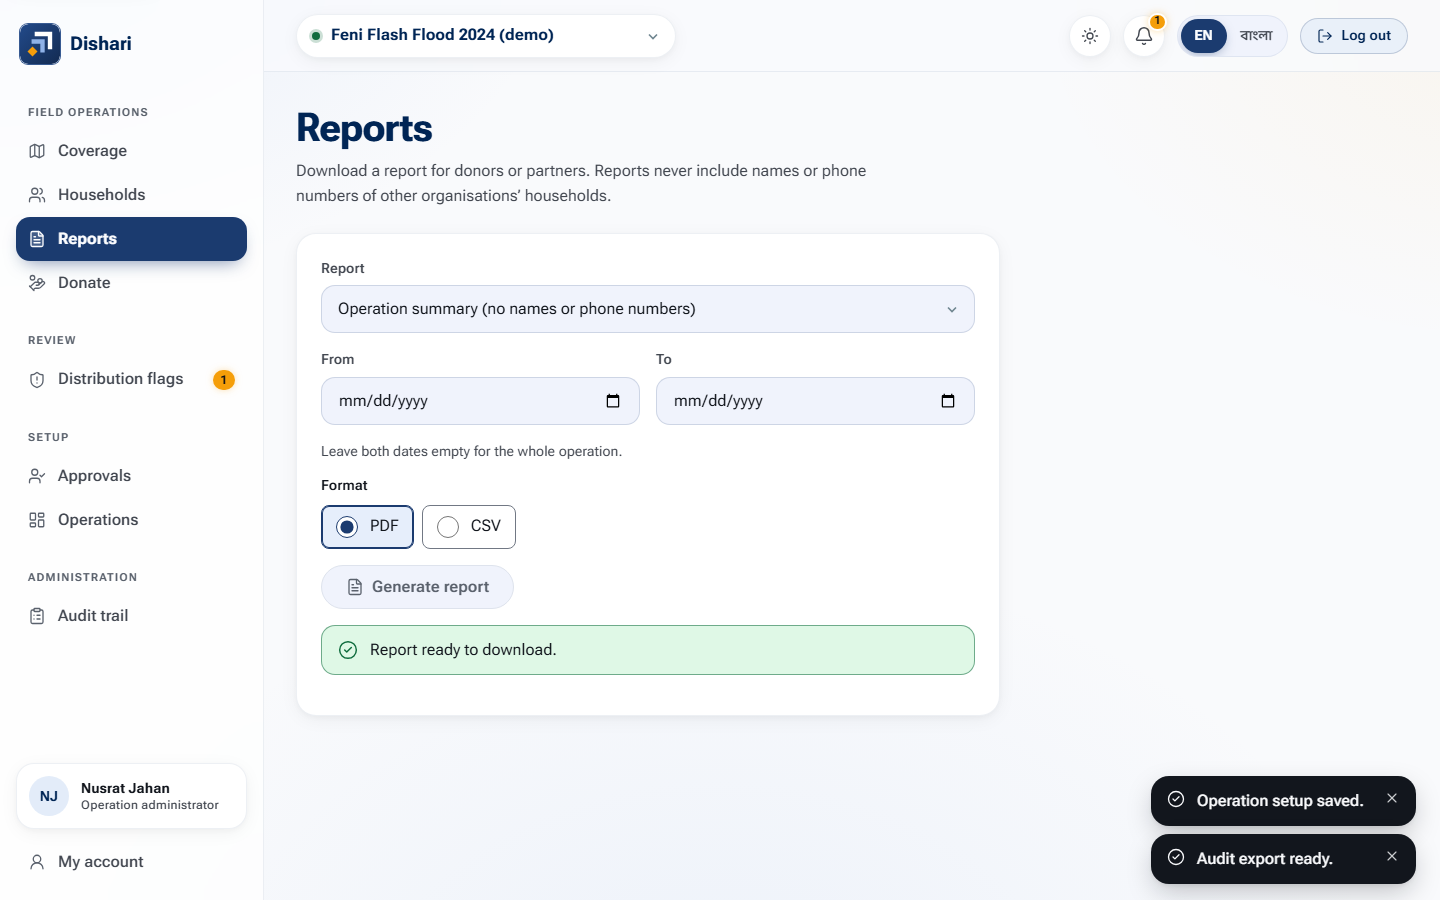 Dishari
FIELD OPERATIONS
Coverage
Households
Reports
Donate
REVIEW
Distribution flags 1
SETUP
Approvals
Operations
ADMINISTRATION
Audit trail
NJ
Nusrat Jahan
Operation administrator
My account
Feni Flash Flood 2024 (demo)
1
EN বাংলা
Log out
Reports
Download a report for donors or partners. Reports never include names or phone
numbers of other organisations’ households.
Report
Operation summary (no names or phone numbers)
From To
mm/dd/yyyy mm/dd/yyyy
Leave both dates empty for the whole operation.
Format
PDF CSV
Generate report
Report ready to download.
Operation setup saved.
Audit export ready.